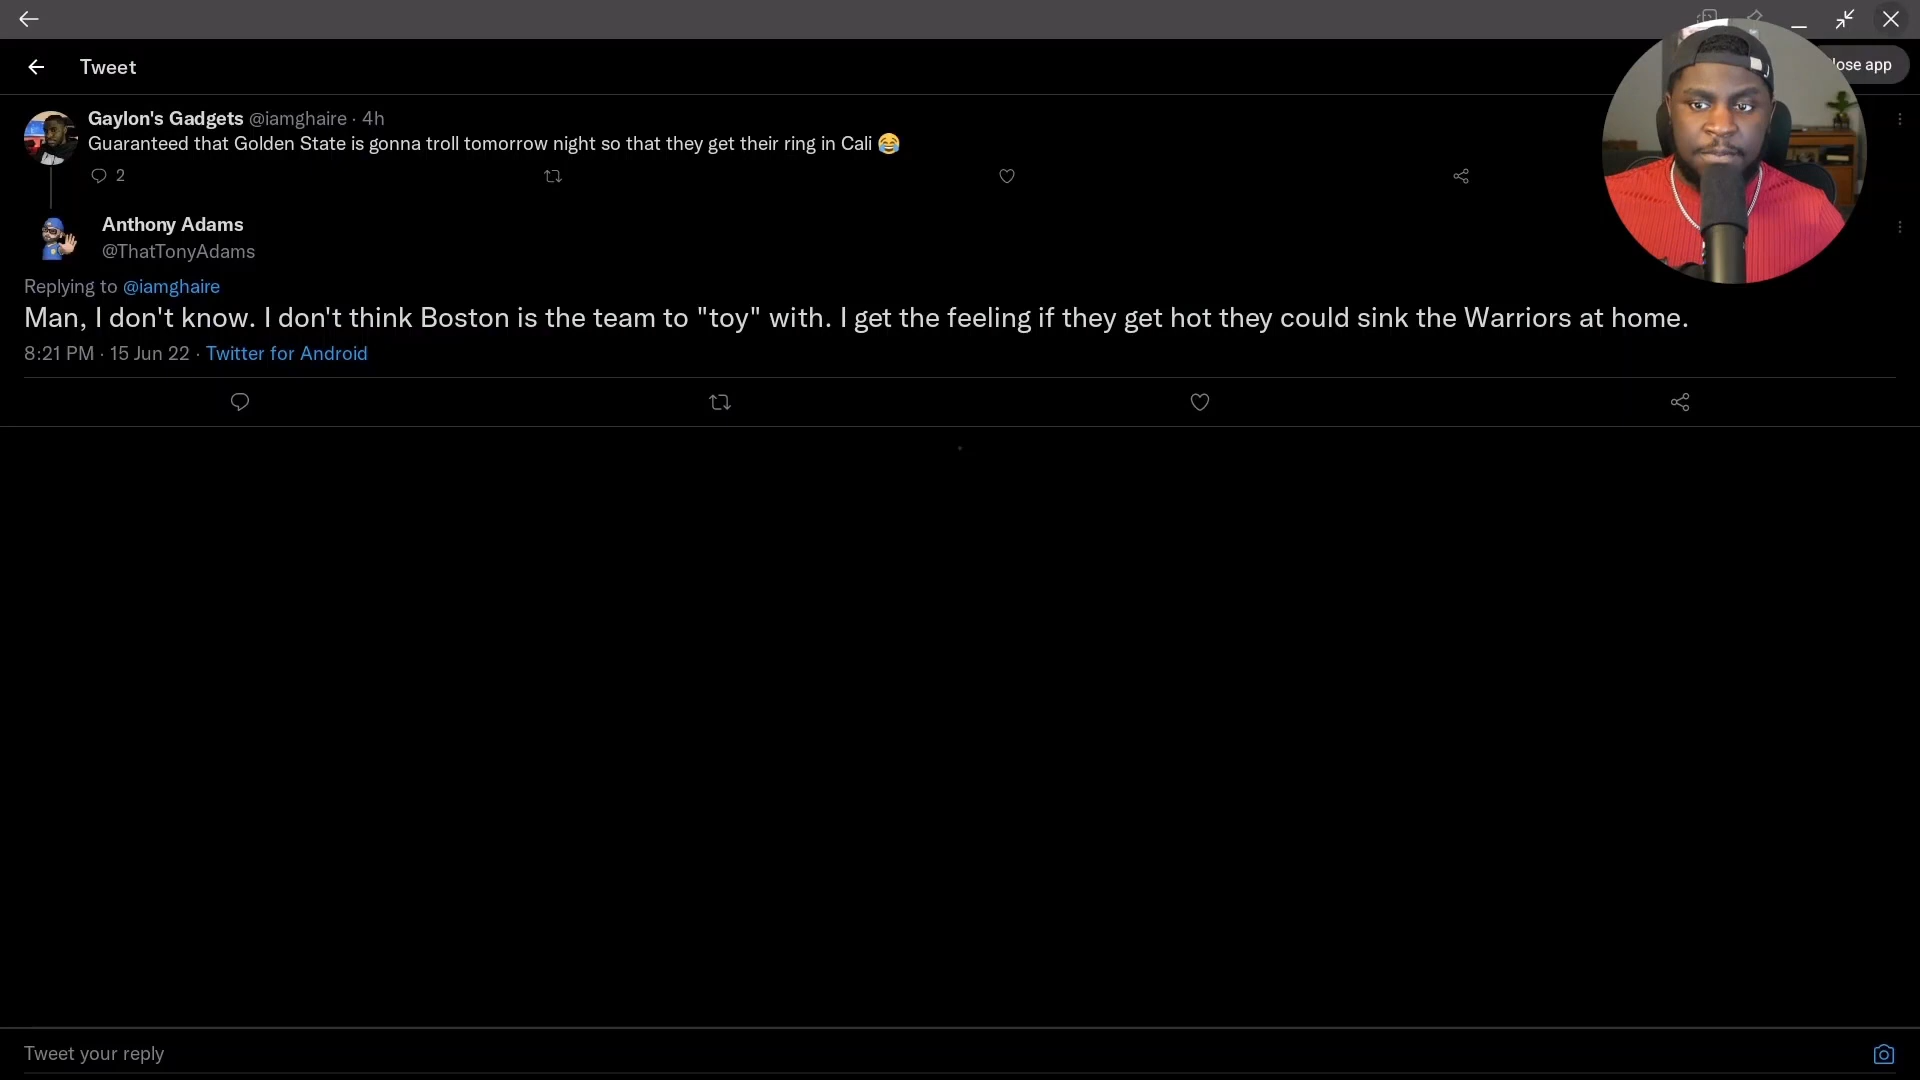 Tweet
lose app
Gaylon's Gadgets @iamghaire · 4h
Guaranteed that Golden State is gonna troll tomorrow night so that they get their ring in Cali 😂
2
Anthony Adams
@ThatTonyAdams
Replying to @iamghaire
Man, I don't know. I don't think Boston is the team to "toy" with. I get the feeling if they get hot they could sink the Warriors at home.
8:21 PM · 15 Jun 22 · Twitter for Android
Tweet your reply